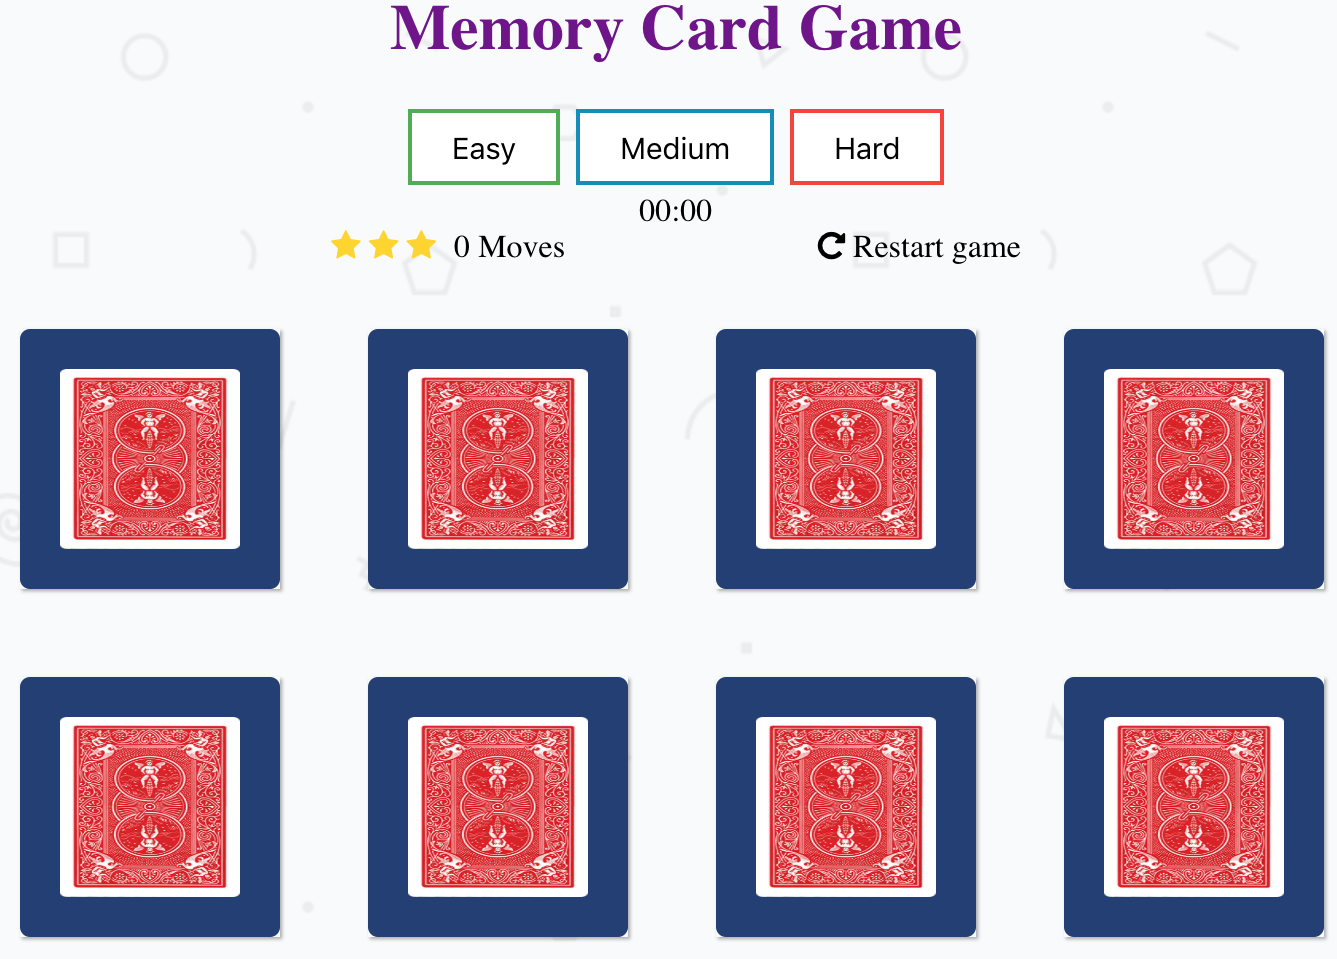 Memory Card Game
Easy Medium Hard
00:00
0 Moves Restart game